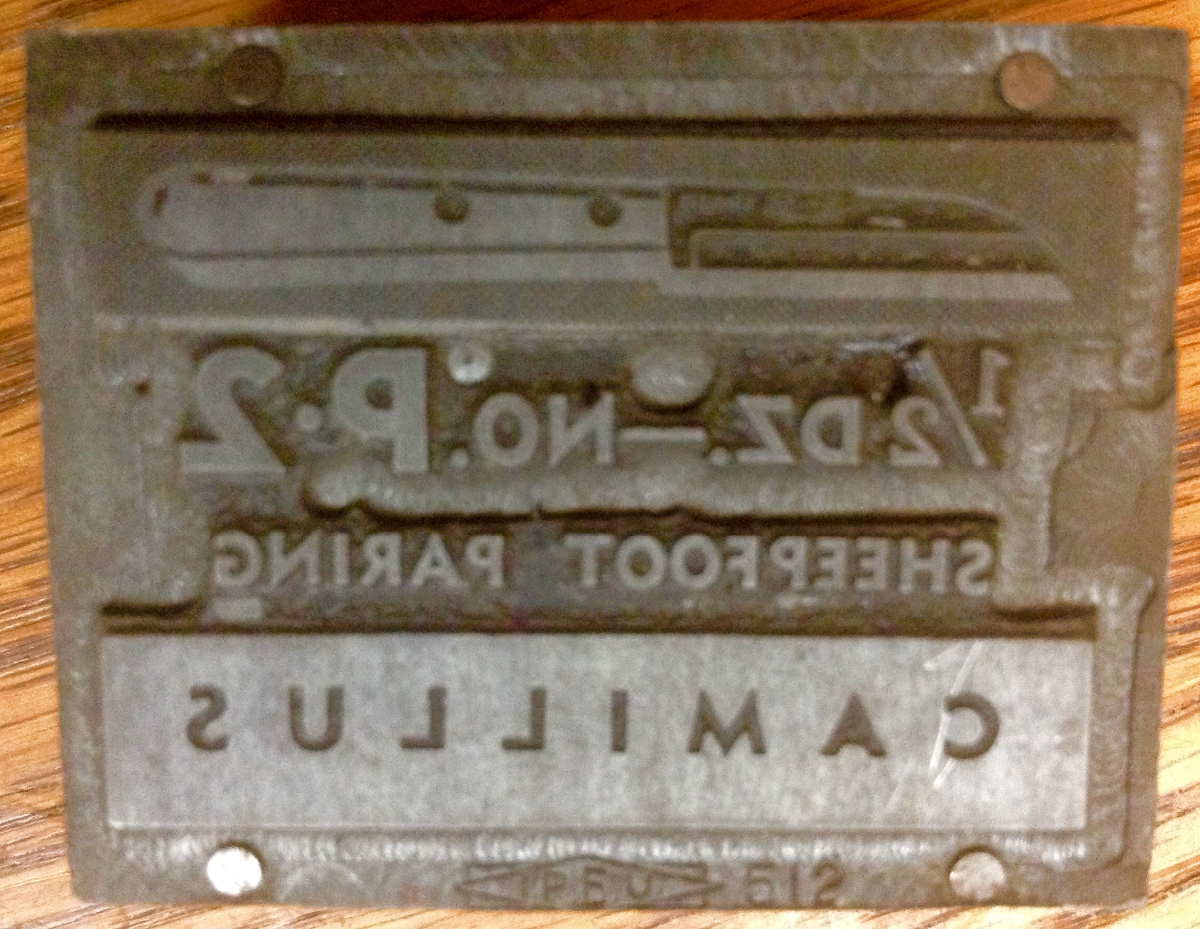 1/2 DZ.—NO. P.2
SHEEPFOOT PARING
CAMILLUS
512